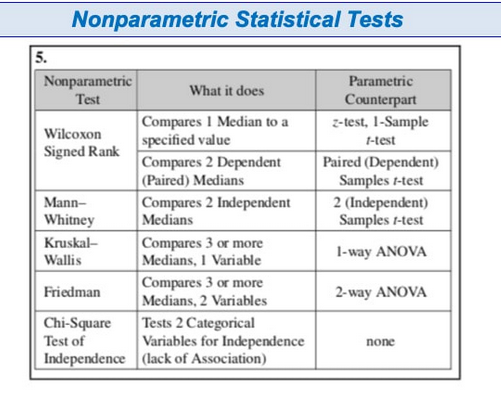 Nonparametric Statistical Tests
5.
Nonparametric
Test
What it does
Parametric
Counterpart
Wilcoxon
Signed Rank
Compares 1 Median to a
specified value
z-test, 1-Sample
t-test
Compares 2 Dependent
(Paired) Medians
Paired (Dependent)
Samples t-test
Mann–
Whitney
Compares 2 Independent
Medians
2 (Independent)
Samples t-test
Kruskal–
Wallis
Compares 3 or more
Medians, 1 Variable
1-way ANOVA
Friedman
Compares 3 or more
Medians, 2 Variables
2-way ANOVA
Chi-Square
Test of
Independence
Tests 2 Categorical
Variables for Independence
(lack of Association)
none